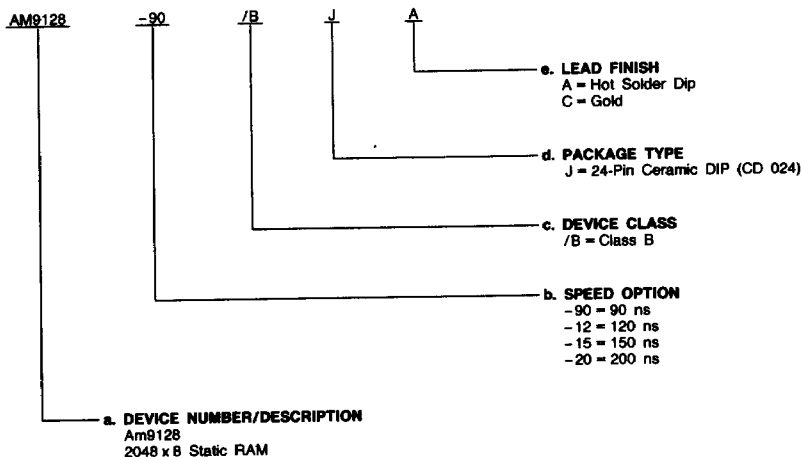 AM9128 -90 /B J A
e. LEAD FINISH
A = Hot Solder Dip
C = Gold
d. PACKAGE TYPE
J = 24-Pin Ceramic DIP (CD 024)
c. DEVICE CLASS
/B = Class B
b. SPEED OPTION
-90 = 90 ns
-12 = 120 ns
-15 = 150 ns
-20 = 200 ns
a. DEVICE NUMBER/DESCRIPTION
Am9128
2048 x 8 Static RAM